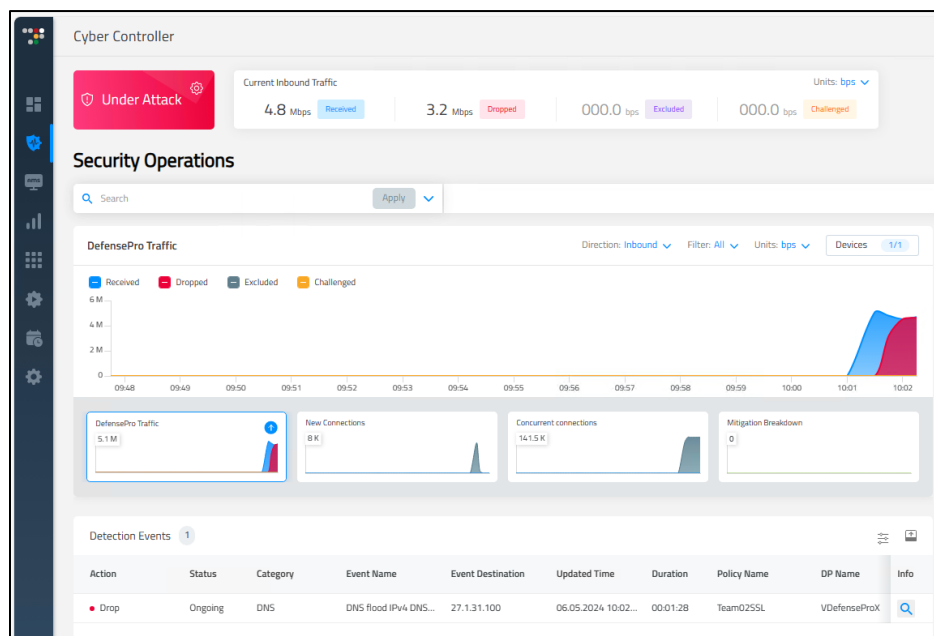 Cyber Controller
Under Attack
Current Inbound Traffic
Units: bps
4.8 Mbps Received
3.2 Mbps Dropped
000.0 bps Excluded
000.0 bps Challenged
Security Operations
Search
Apply
DefensePro Traffic
Direction: Inbound
Filter: All
Units: bps
Devices 1/1
Received Dropped Excluded Challenged
6 M
4 M
2 M
0
09:48 09:49 09:50 09:51 09:52 09:53 09:54 09:55 09:56 09:57 09:58 09:59 10:00 10:01 10:02
DefensePro Traffic
5.1 M
New Connections
8 K
Concurrent connections
141.5 K
Mitigation Breakdown
0
Detection Events 1
Action Status Category Event Name Event Destination Updated Time Duration Policy Name DP Name Info
Drop Ongoing DNS DNS flood IPv4 DNS... 27.1.31.100 06.05.2024 10:02... 00:01:28 Team02SSL VDefenseProX